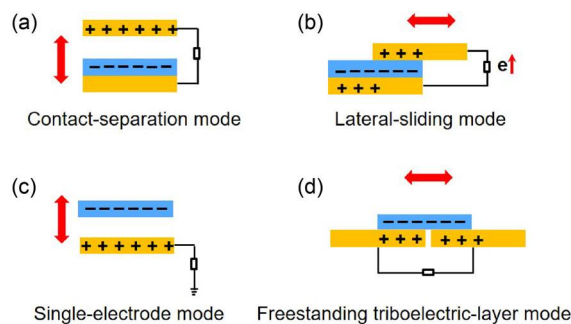 (a)
+ + + + + +
− − − − − −
Contact-separation mode
(b)
+ + +
− − − − − − −
+ + +
e
Lateral-sliding mode
(c)
− − − − − −
+ + + + + +
Single-electrode mode
(d)
− − − − − − −
+ + + + + +
Freestanding triboelectric-layer mode